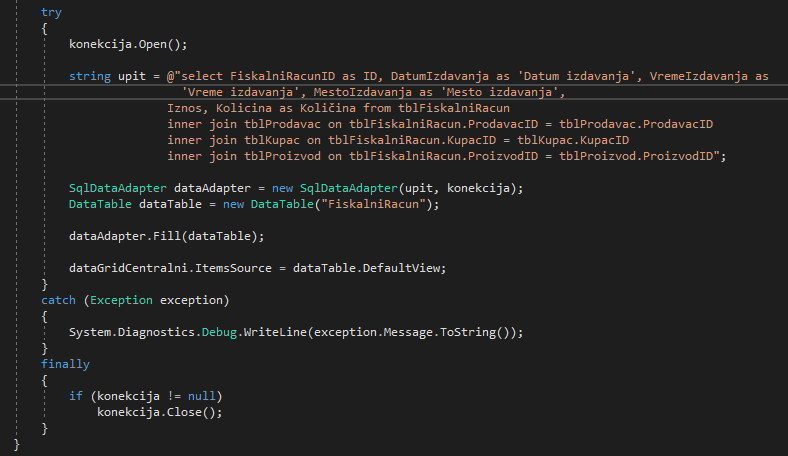 try
{
konekcija.Open();
string upit = @"select FiskalniRacunID as ID, DatumIzdavanja as 'Datum izdavanja', VremeIzdavanja as
'Vreme izdavanja', MestoIzdavanja as 'Mesto izdavanja',
Iznos, Kolicina as Količina from tblFiskalniRacun
inner join tblProdavac on tblFiskalniRacun.ProdavacID = tblProdavac.ProdavacID
inner join tblKupac on tblFiskalniRacun.KupacID = tblKupac.KupacID
inner join tblProizvod on tblFiskalniRacun.ProizvodID = tblProizvod.ProizvodID";
SqlDataAdapter dataAdapter = new SqlDataAdapter(upit, konekcija);
DataTable dataTable = new DataTable("FiskalniRacun");
dataAdapter.Fill(dataTable);
dataGridCentralni.ItemsSource = dataTable.DefaultView;
}
catch (Exception exception)
{
System.Diagnostics.Debug.WriteLine(exception.Message.ToString());
}
finally
{
if (konekcija != null)
konekcija.Close();
}
}